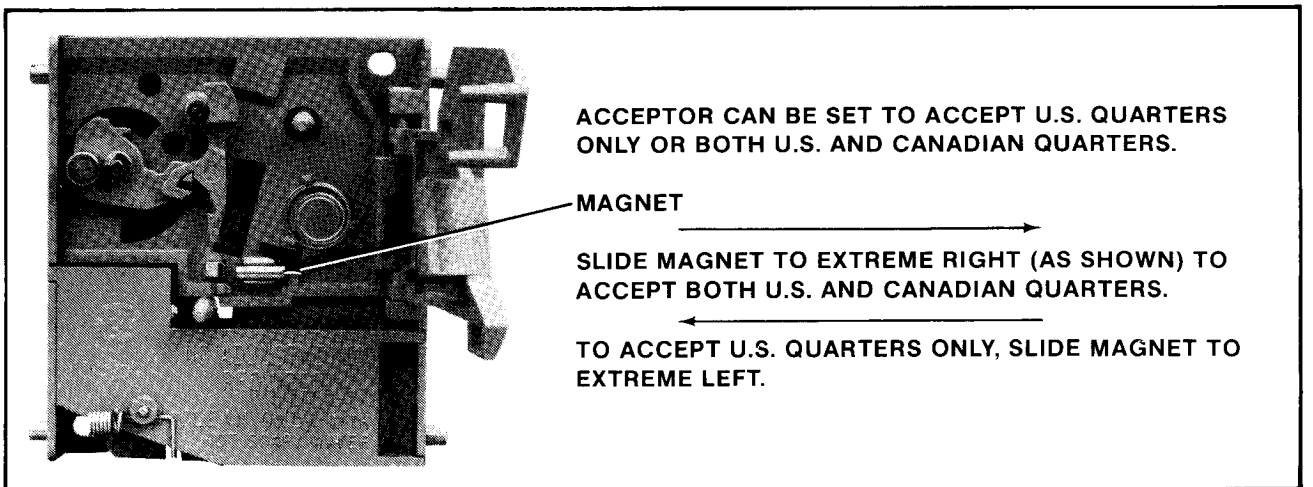 ACCEPTOR CAN BE SET TO ACCEPT U.S. QUARTERS
ONLY OR BOTH U.S. AND CANADIAN QUARTERS.
MAGNET
SLIDE MAGNET TO EXTREME RIGHT (AS SHOWN) TO
ACCEPT BOTH U.S. AND CANADIAN QUARTERS.
TO ACCEPT U.S. QUARTERS ONLY, SLIDE MAGNET TO
EXTREME LEFT.